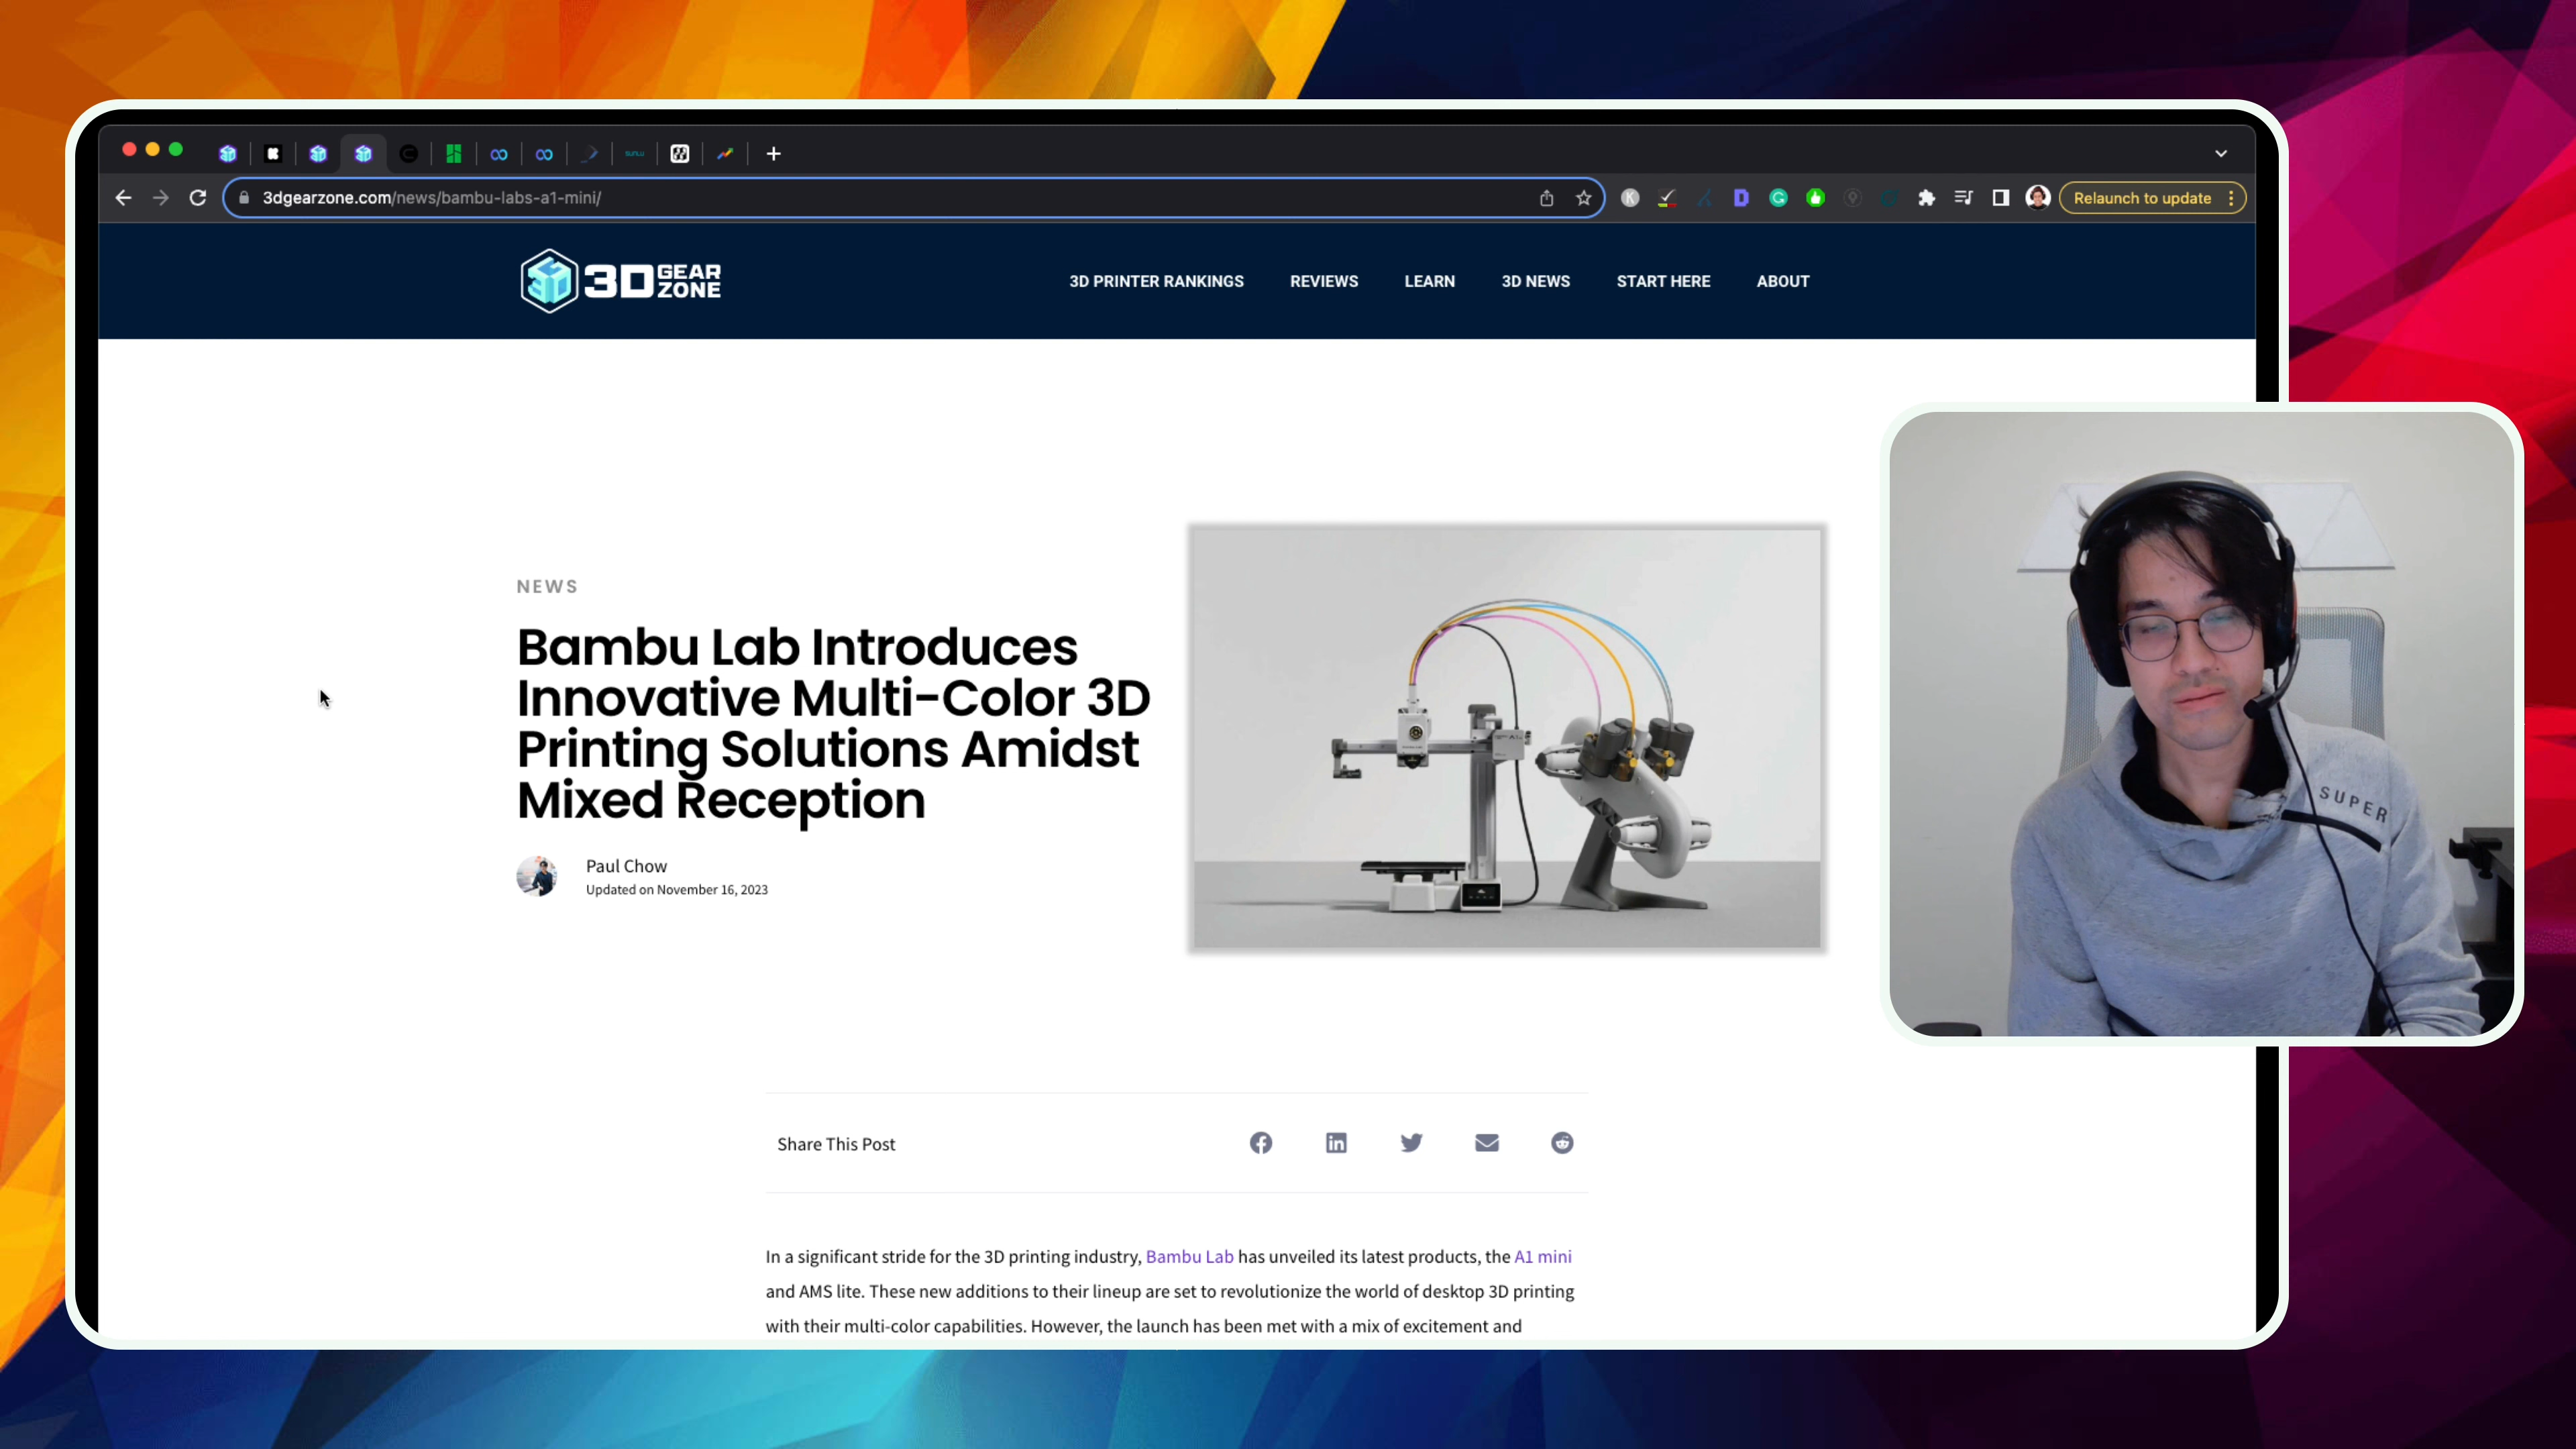 SUNLU
3dgearzone.com/news/bambu-labs-a1-mini/
Relaunch to update
3D GEAR ZONE
3D PRINTER RANKINGS
REVIEWS
LEARN
3D NEWS
START HERE
ABOUT
NEWS
Bambu Lab Introduces
Innovative Multi-Color 3D
Printing Solutions Amidst
Mixed Reception
Paul Chow
Updated on November 16, 2023
SUPER
Share This Post
In a significant stride for the 3D printing industry, Bambu Lab has unveiled its latest products, the A1 mini
and AMS lite. These new additions to their lineup are set to revolutionize the world of desktop 3D printing
with their multi-color capabilities. However, the launch has been met with a mix of excitement and